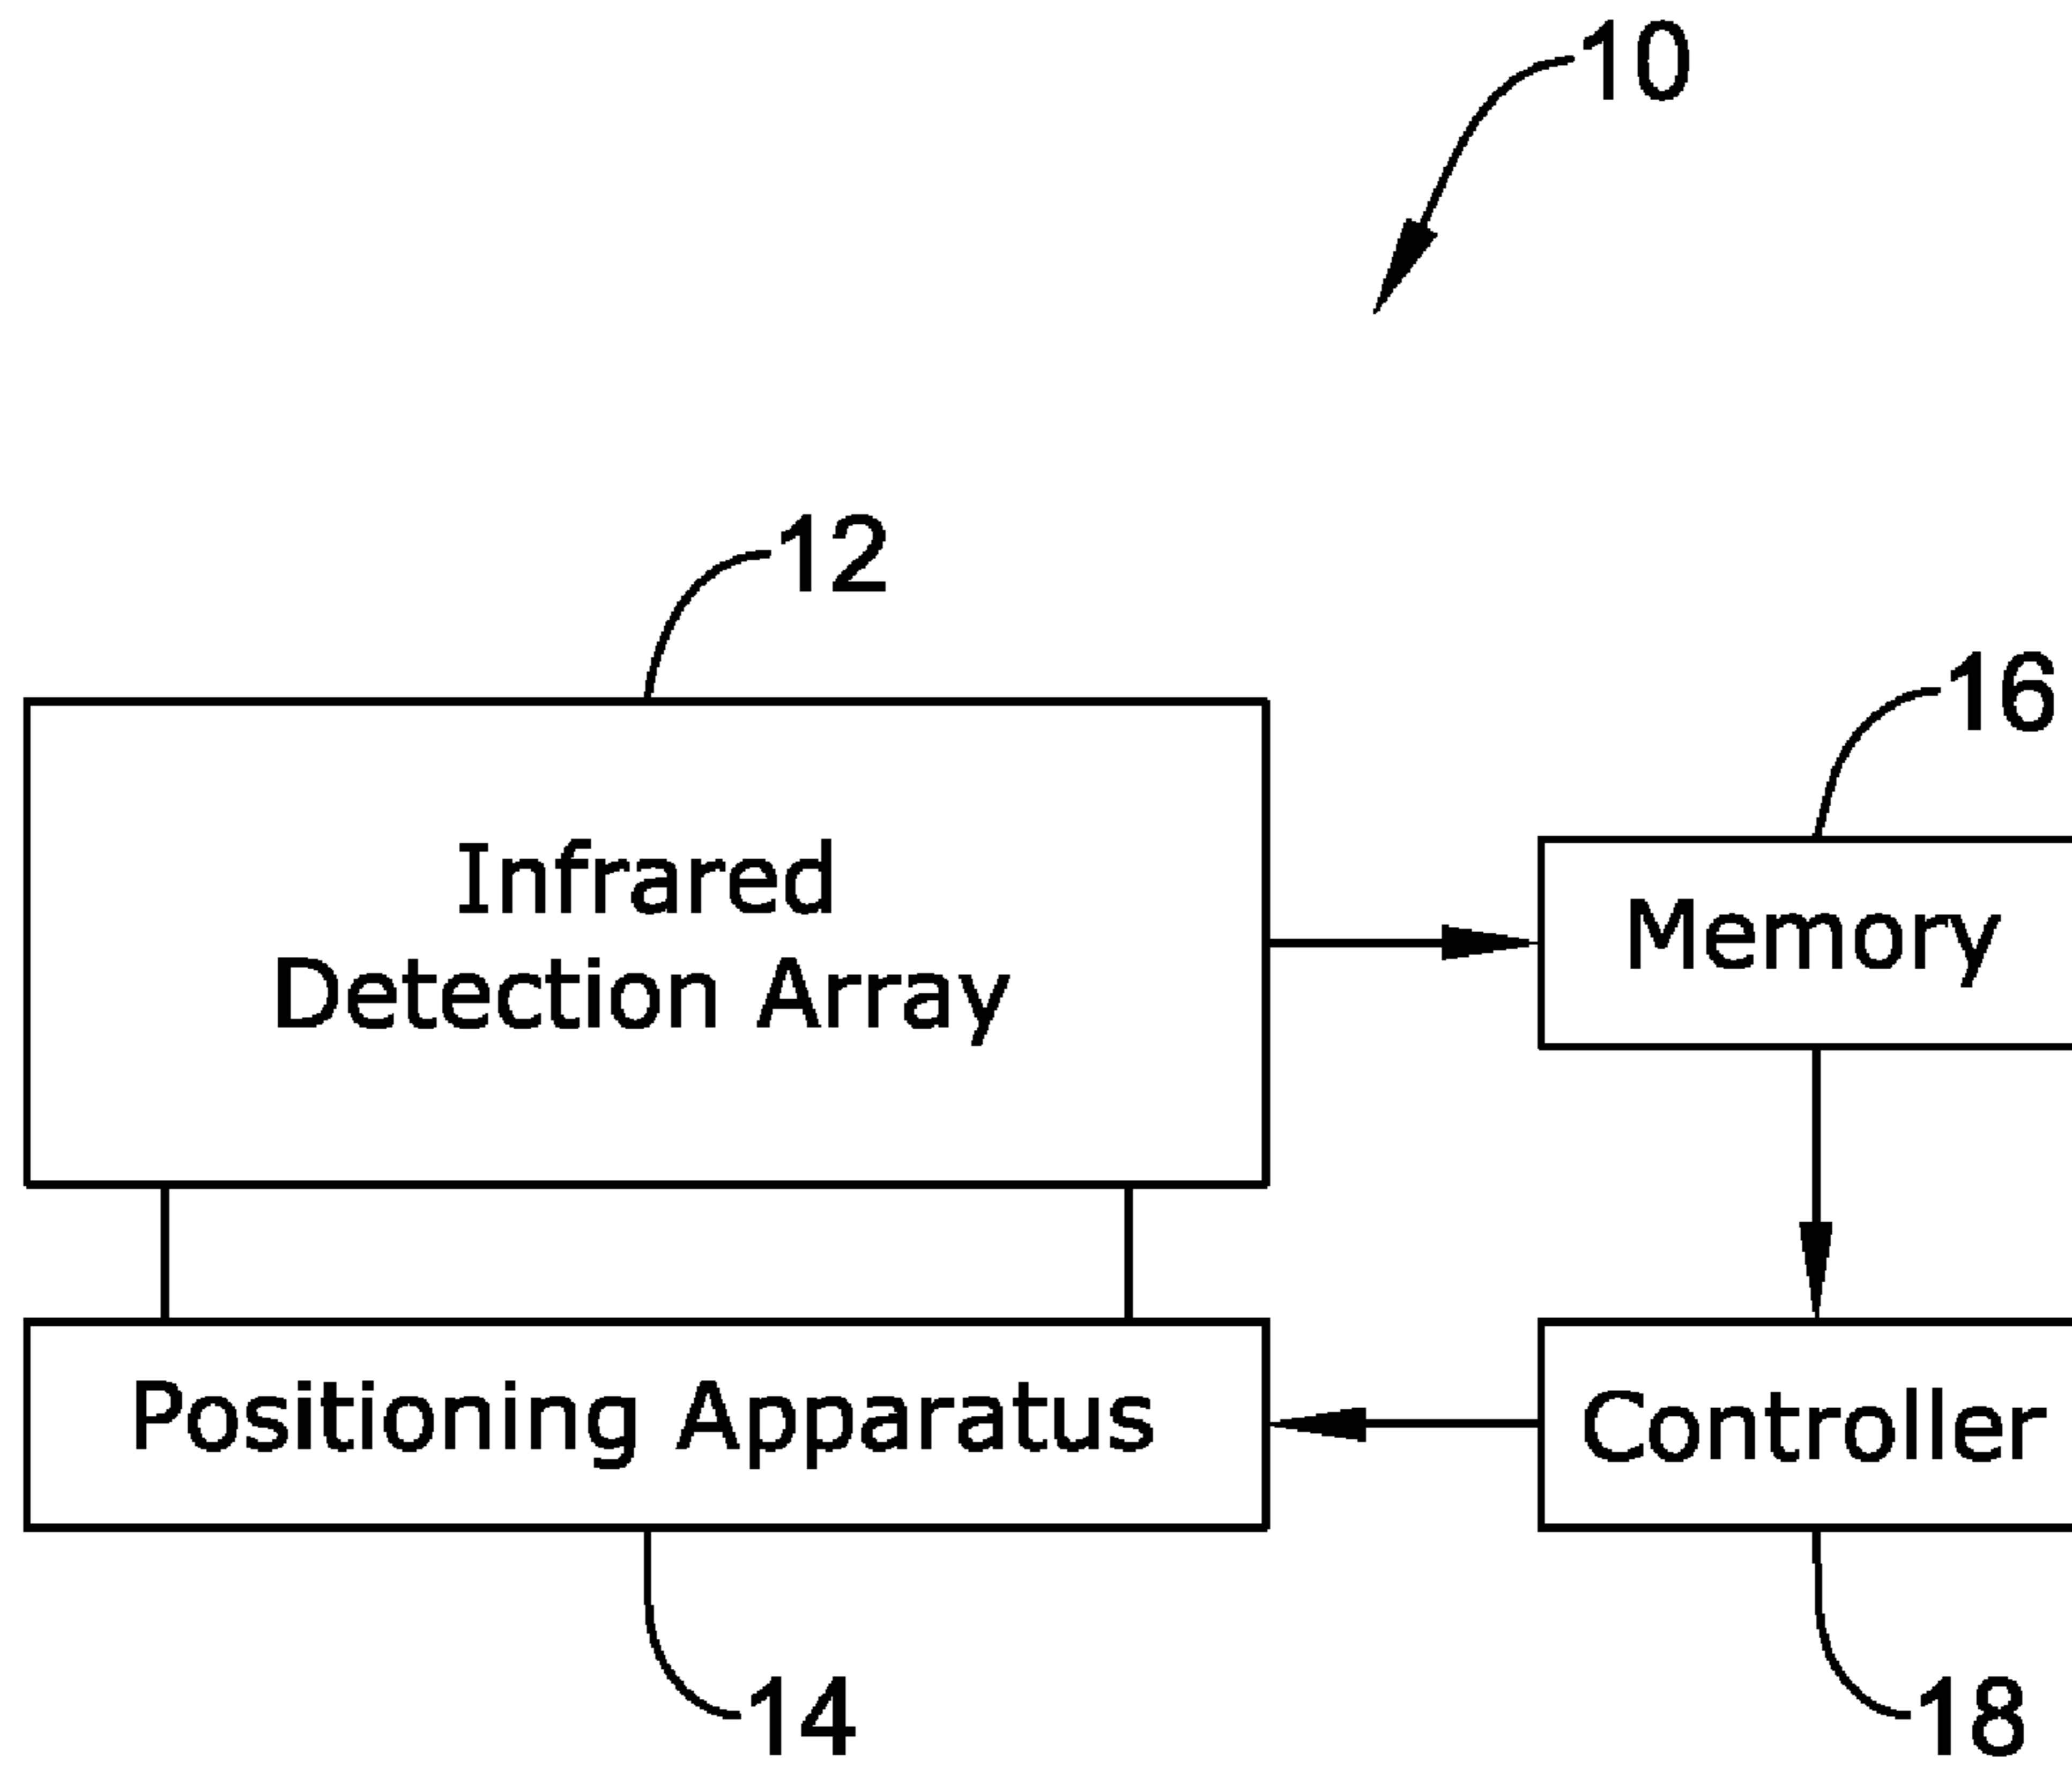 10
12
16
Infrared
Detection Array
Memory
Positioning Apparatus
Controller
14
18